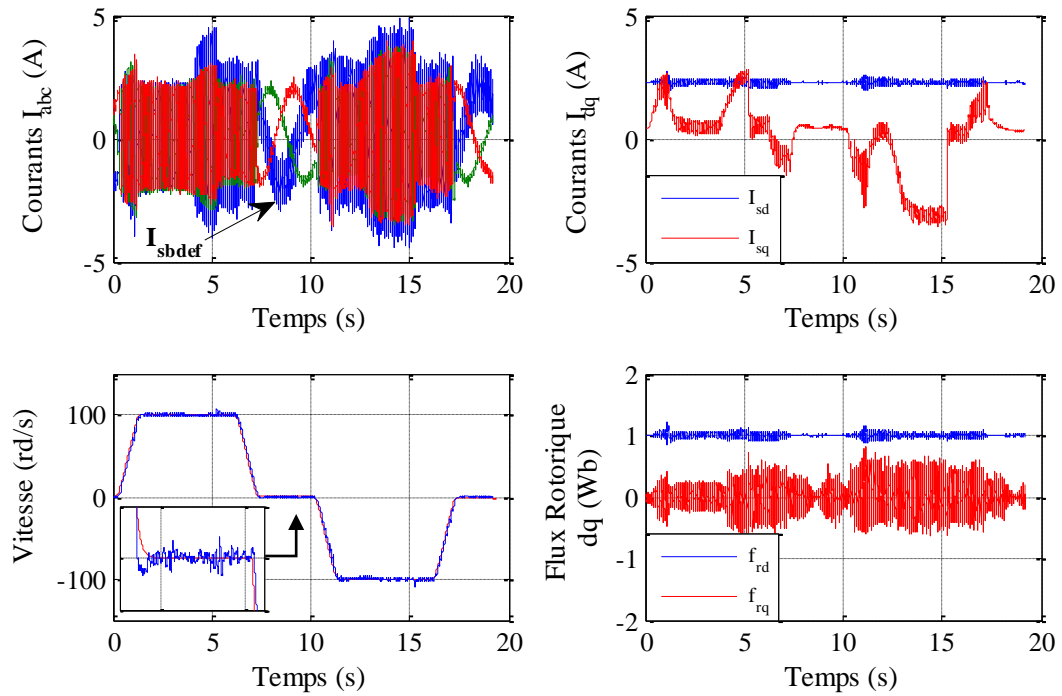 Courants I_abc (A)
5
0
-5
0
5
10
15
20
I_sbdef
Temps (s)
Courants I_dq (A)
5
0
-5
0
5
10
15
20
I_sd
I_sq
Temps (s)
Vitesse (rd/s)
100
0
-100
0
5
10
15
20
Temps (s)
Flux Rotorique
dq (Wb)
2
1
0
-1
-2
0
5
10
15
20
f_rd
f_rq
Temps (s)